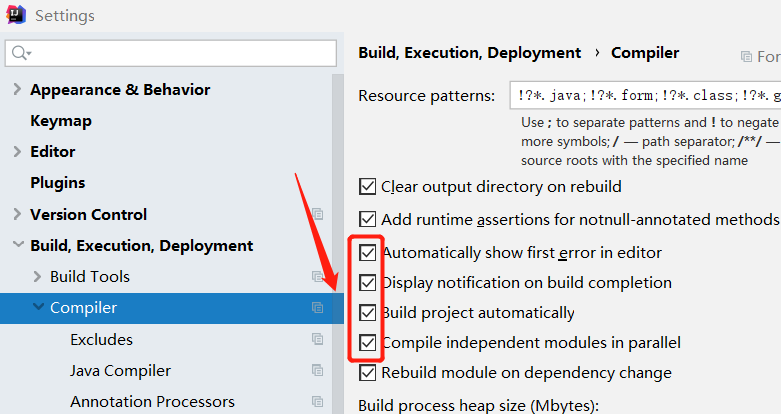 Settings
Appearance & Behavior
Keymap
Editor
Plugins
Version Control
Build, Execution, Deployment
Build Tools
Compiler
Excludes
Java Compiler
Annotation Processors
Build, Execution, Deployment › Compiler
For
Resource patterns: !?*.java;!?*.form;!?*.class;!?*.g
Use ; to separate patterns and ! to negate
more symbols; / — path separator; /**/ —
source roots with the specified name
Clear output directory on rebuild
Add runtime assertions for notnull-annotated methods
Automatically show first error in editor
Display notification on build completion
Build project automatically
Compile independent modules in parallel
Rebuild module on dependency change
Build process heap size (Mbytes):